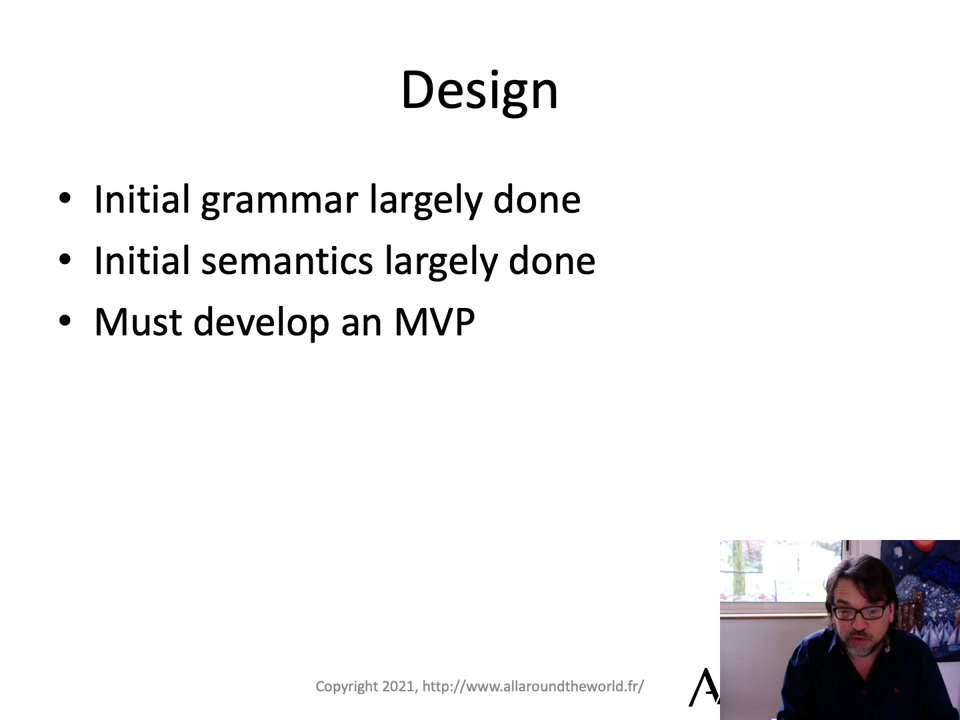 Design
• Initial grammar largely done
• Initial semantics largely done
• Must develop an MVP
Copyright 2021, http://www.allaroundtheworld.fr/